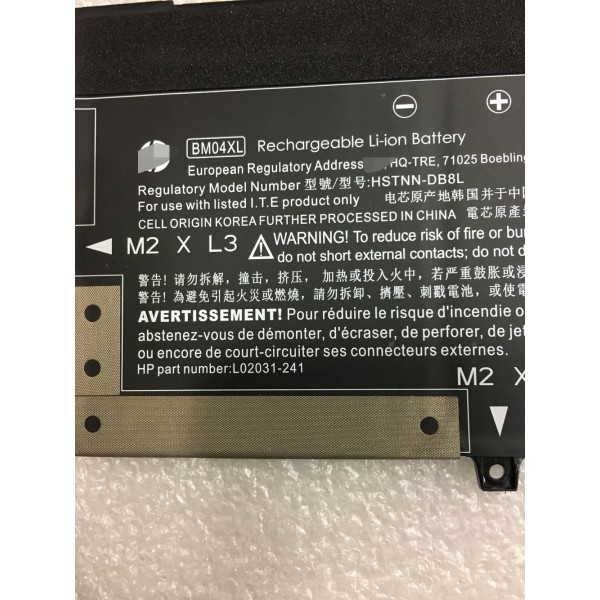 BM04XL Rechargeable Li-ion Battery
European Regulatory Address HQ-TRE, 71025 Boebling
Regulatory Model Number 型號/型号:HSTNN-DB8L
For use with listed I.T.E product only 电芯原产地韩国并于中国
CELL ORIGIN KOREA FURTHER PROCESSED IN CHINA 電芯原產
M2 X L3
WARNING! To reduce risk of fire or bu
do not short external contacts; do not d
警告! 请勿拆解，撞击，挤压， 加热或投入火中，若严重鼓胀或
警告! 為避免引起火災或燃燒，請勿拆卸、擠壓、刺戳電池，或使電
AVERTISSEMENT! Pour réduire le risque d'incendie o
abstenez-vous de démonter, d'écraser, de perforer, de jet
ou encore de court-circuiter ses connecteurs externes.
HP part number:L02031-241
M2 X